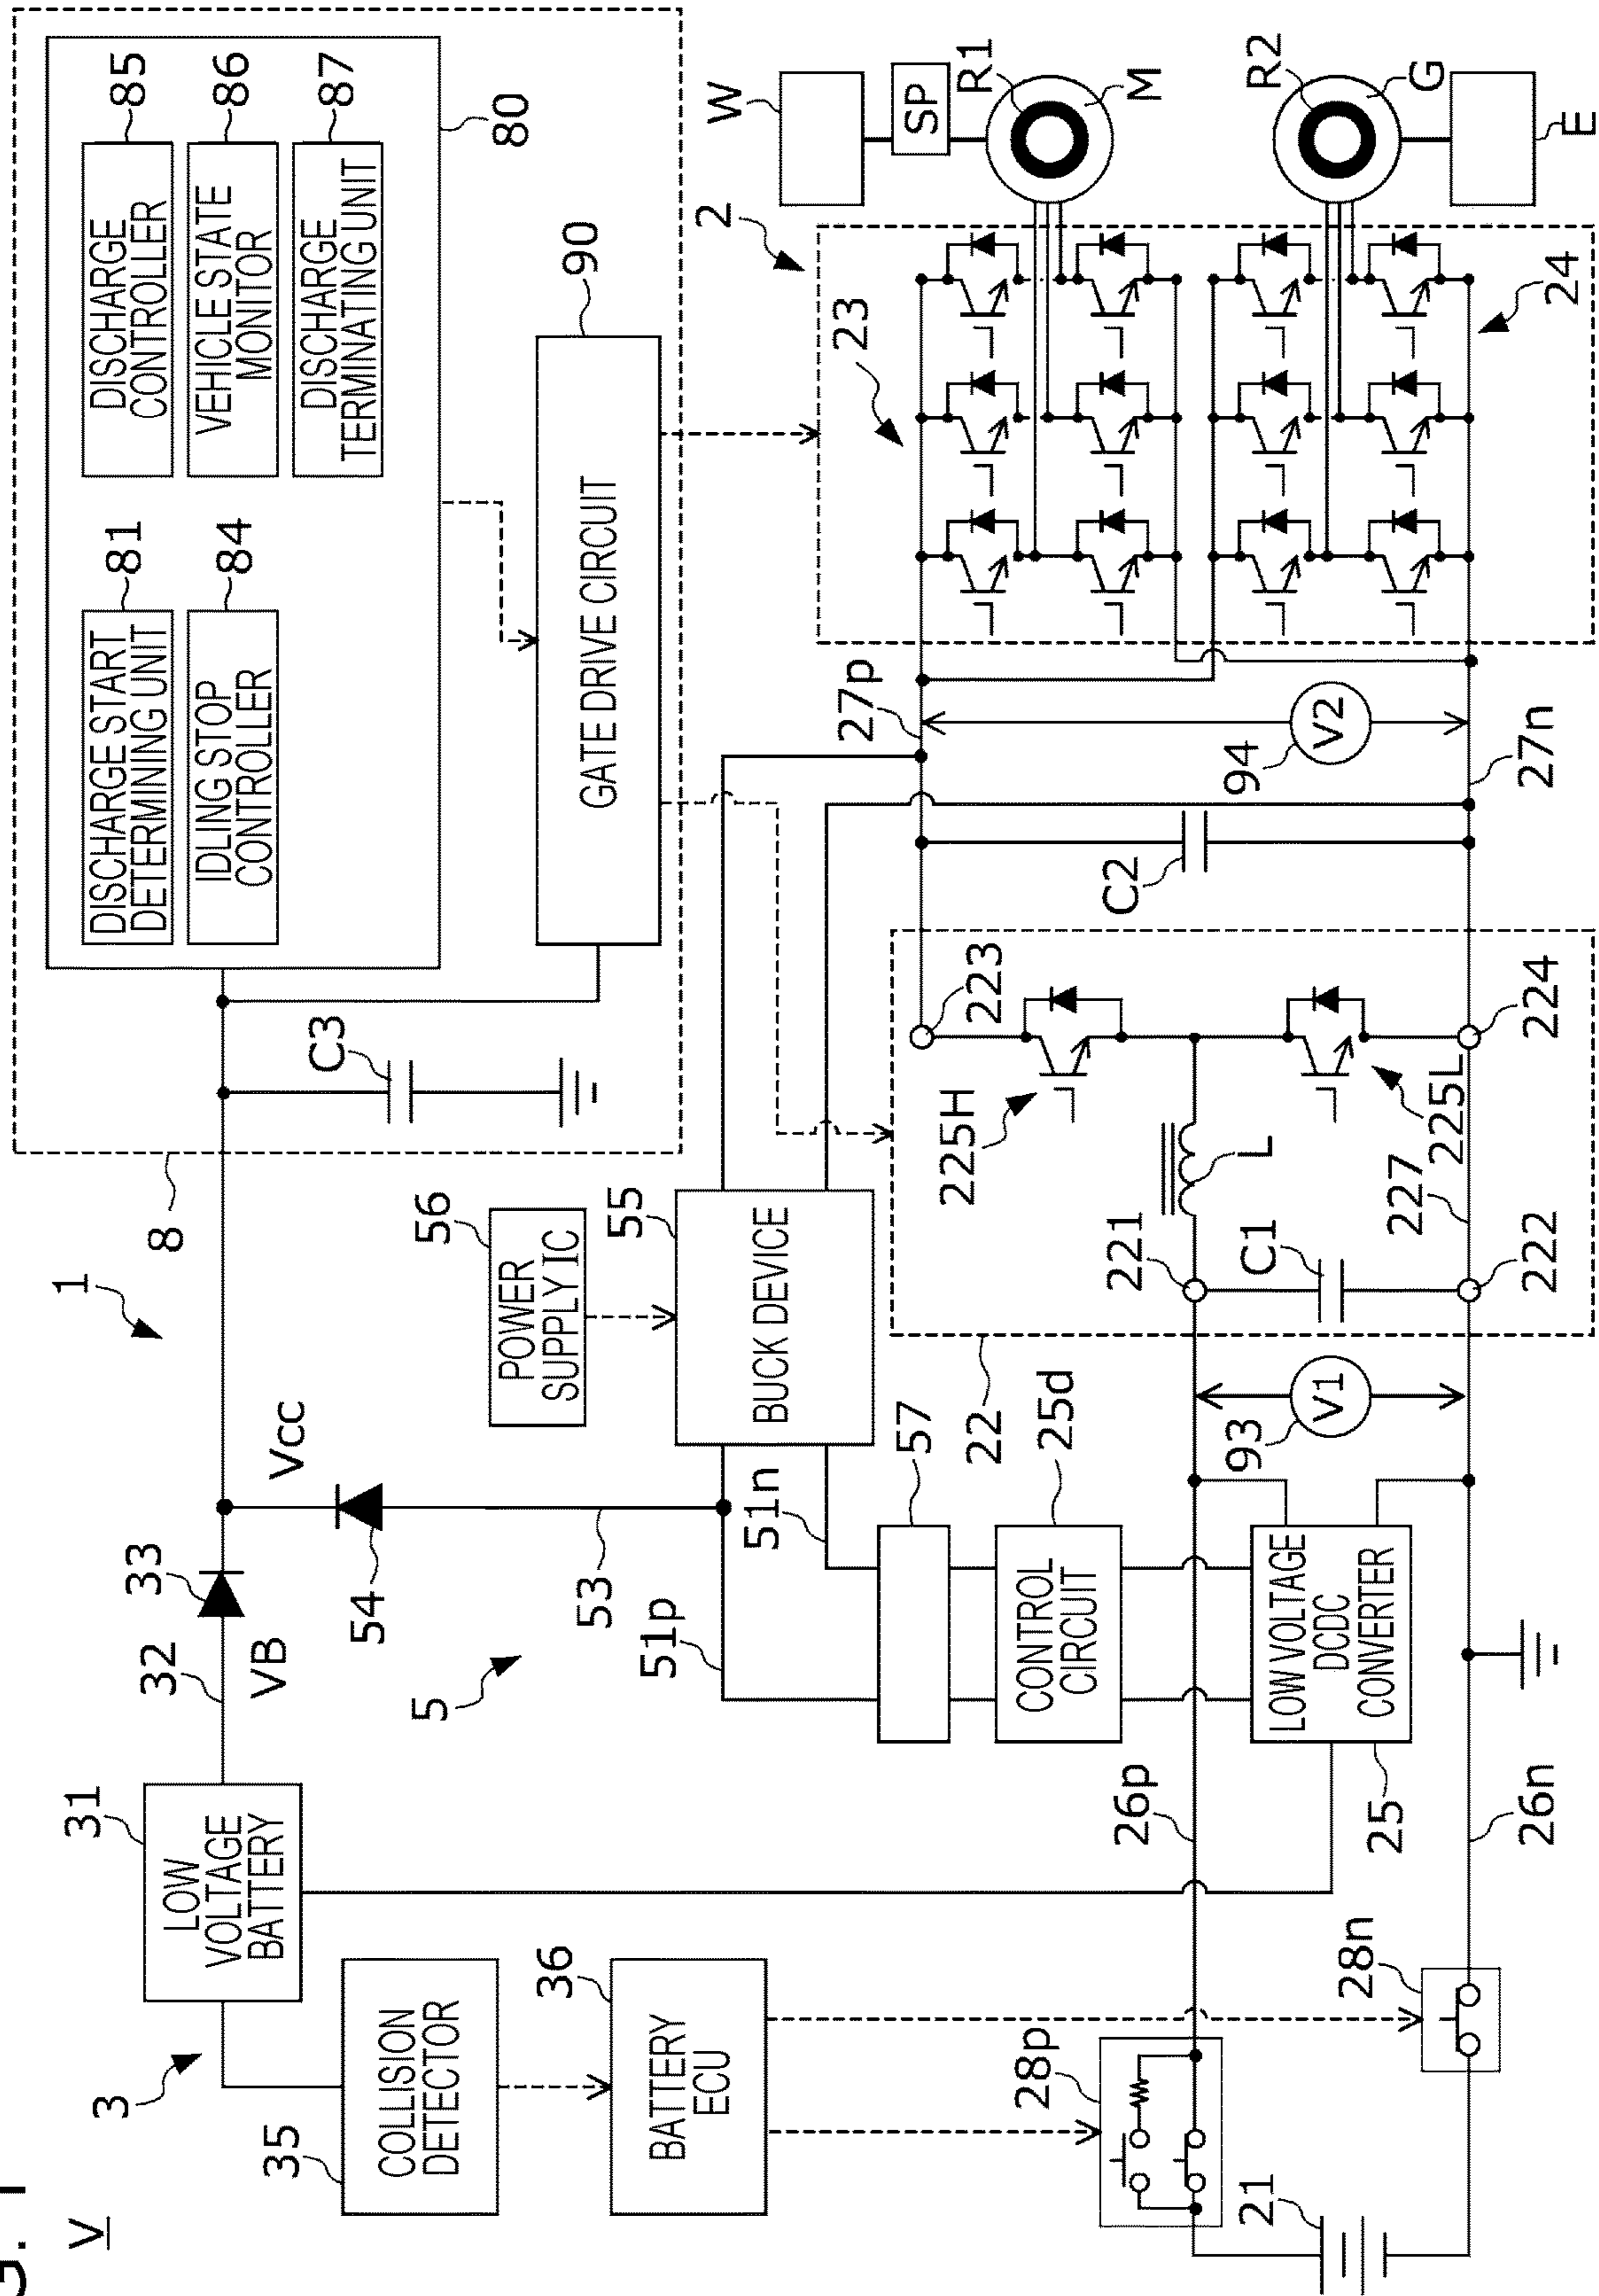 FIG. 1
V
1
3
31
LOW
VOLTAGE
BATTERY
32
VB
33
Vcc
8
C3
DISCHARGE START
DETERMINING UNIT
81
IDLING STOP
CONTROLLER
84
DISCHARGE
CONTROLLER
85
VEHICLE STATE
MONITOR
86
DISCHARGE
TERMINATING UNIT
87
80
35
COLLISION
DETECTOR
36
BATTERY
ECU
5
54
53
51p
51n
56
POWER
SUPPLY IC
55
BUCK DEVICE
GATE DRIVE CIRCUIT
90
57
25d
CONTROL
CIRCUIT
LOW VOLTAGE
DCDC
CONVERTER
25
22
93
V1
221
C1
222
227
L
225H
225L
223
224
C2
94
V2
27p
27n
23
2
24
W
SP
R1
M
R2
G
E
28p
28n
21
26p
26n